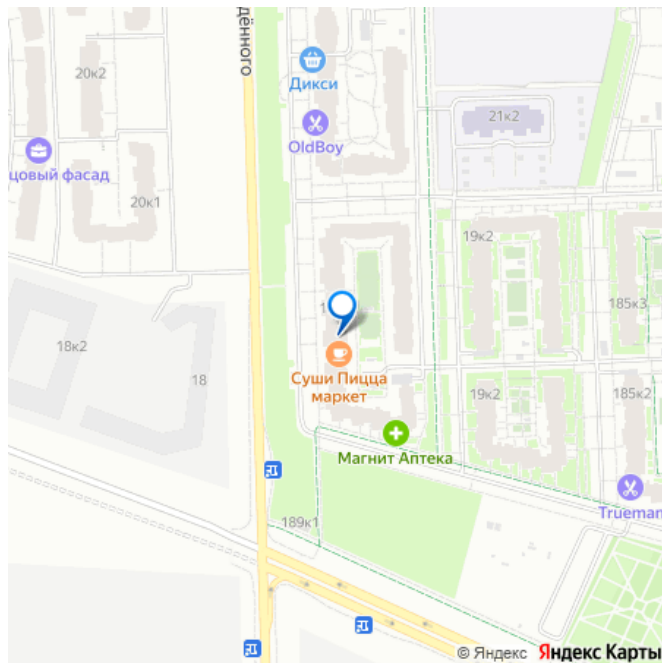 дённого
20к2
Дикси
21к2
OldBoy
цовый фасад
20к1
19к2
185к3
18к2
18
Суши Пицца
маркет
19к2
185к2
Магнит Аптека
Trueman
189к1
© Яндекс Яндекс Карты